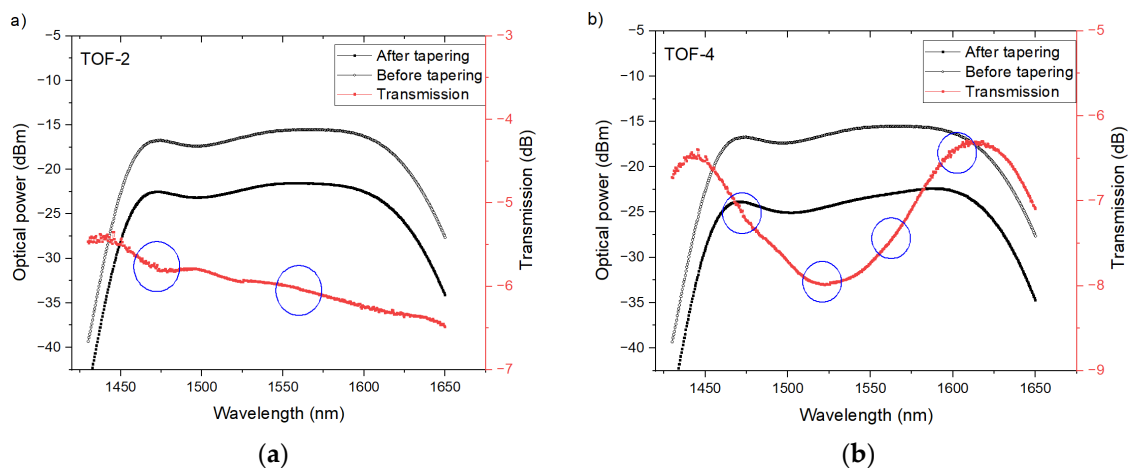 a)
TOF-2
After tapering
Before tapering
Transmission
−5
−10
−15
−20
−25
−30
−35
−40
Optical power (dBm)
−3
−4
−5
−6
−7
Transmission (dB)
1450 1500 1550 1600 1650
Wavelength (nm)
(a)
b)
TOF-4
After tapering
Before tapering
Transmission
−5
−10
−15
−20
−25
−30
−35
−40
Optical power (dBm)
−5
−6
−7
−8
−9
Transmission (dB)
1450 1500 1550 1600 1650
Wavelength (nm)
(b)